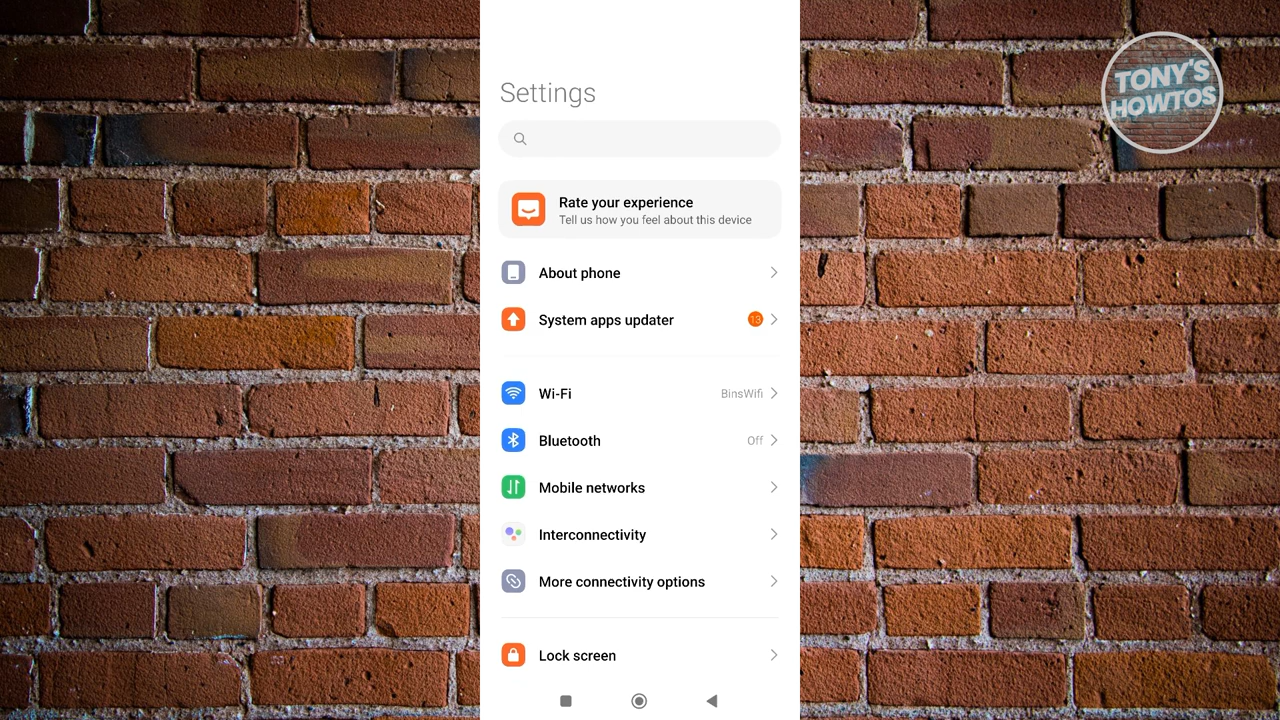 TONY'S
HOWTOS
Settings
Rate your experience
Tell us how you feel about this device
About phone
System apps updater 13
Wi-Fi BinsWifi
Bluetooth Off
Mobile networks
Interconnectivity
More connectivity options
Lock screen